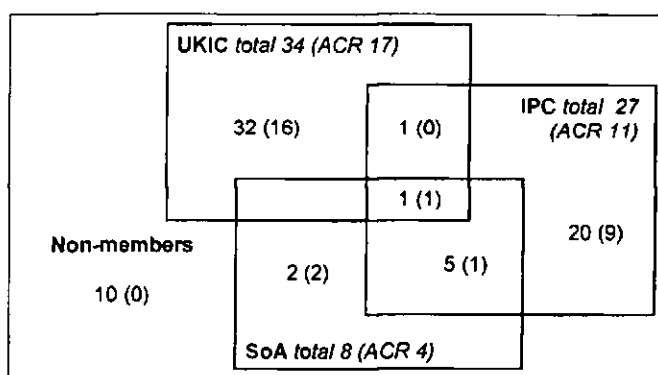 UKIC total 34 (ACR 17)
IPC total 27
(ACR 11)
32 (16)
1 (0)
1 (1)
20 (9)
Non-members
2 (2)
5 (1)
10 (0)
SoA total 8 (ACR 4)